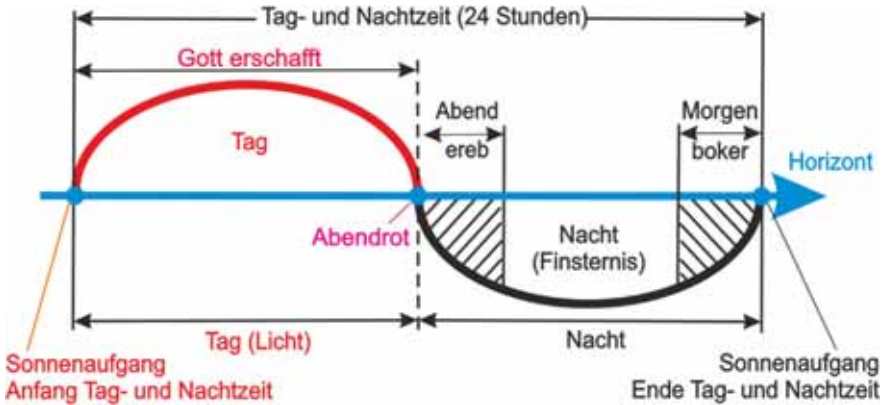 Tag- und Nachtzeit (24 Stunden)
Gott erschafft
Abend
ereb
Morgen
boker
Tag
Horizont
Abendrot
Nacht
(Finsternis)
Tag (Licht)
Nacht
Sonnenaufgang
Anfang Tag- und Nachtzeit
Sonnenaufgang
Ende Tag- und Nachtzeit